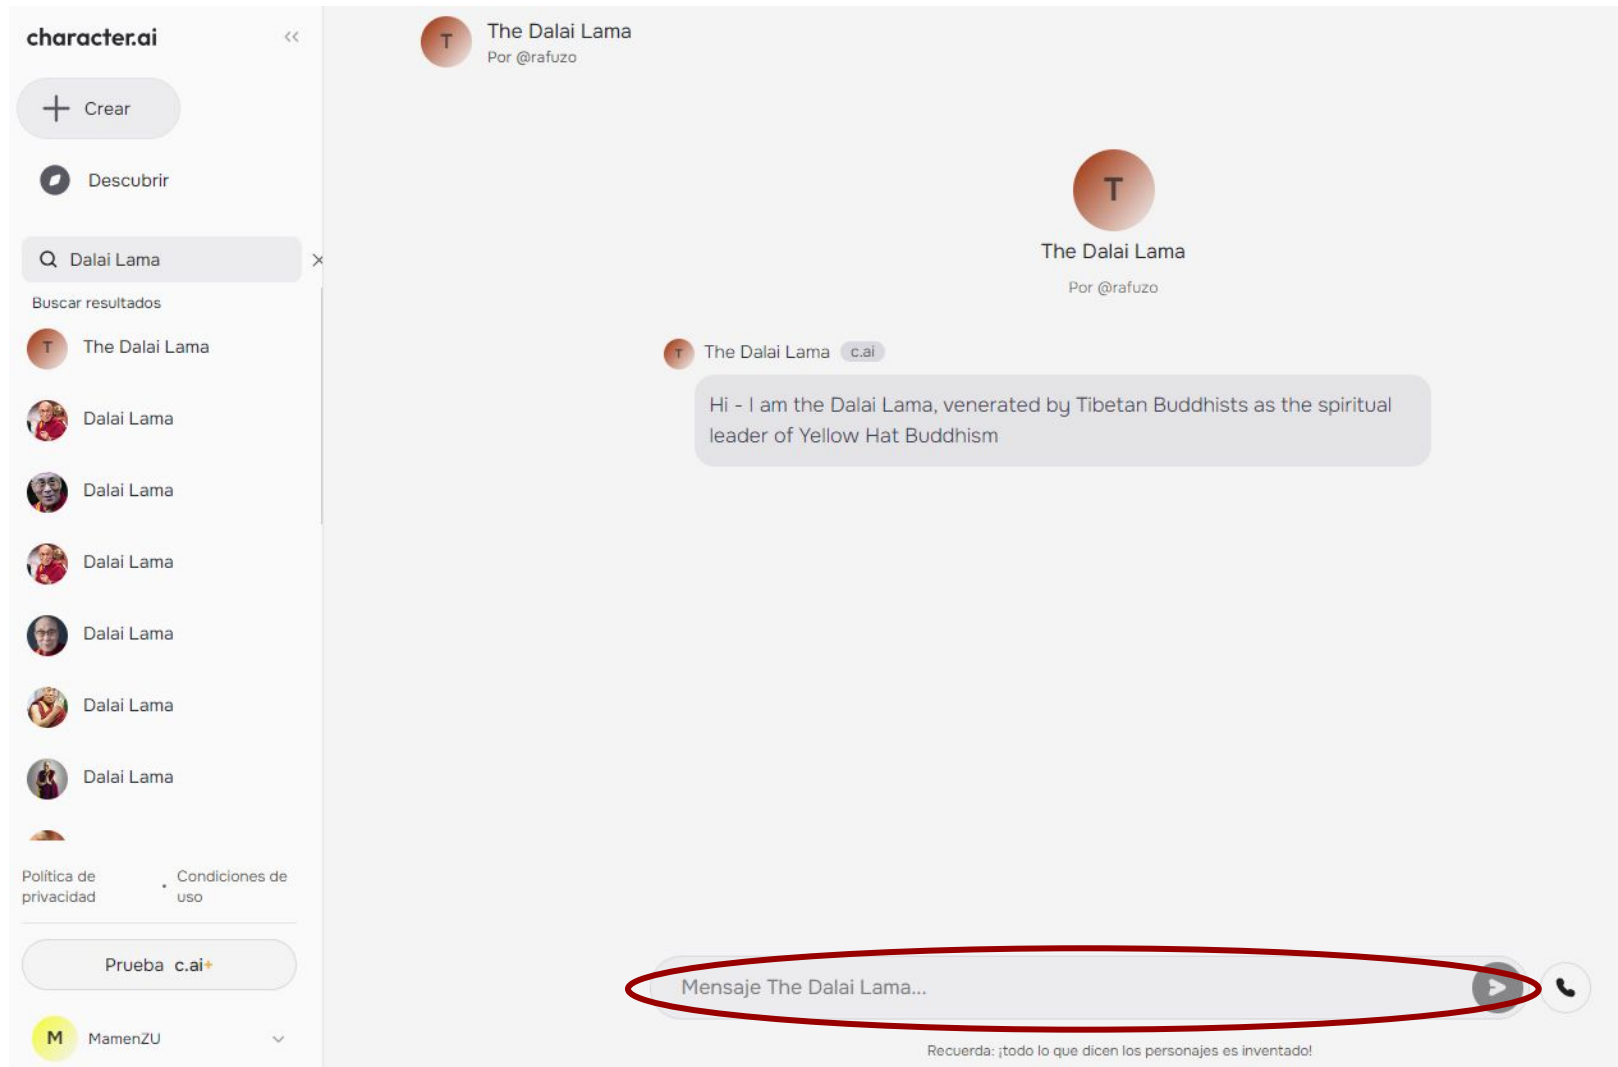 character.ai
Crear
Descubrir
Dalai Lama
Buscar resultados
T The Dalai Lama
Dalai Lama
Dalai Lama
Dalai Lama
Dalai Lama
Dalai Lama
Dalai Lama
Política de privacidad
•
Condiciones de uso
Prueba c.ai+
M MamenZU
T The Dalai Lama
Por @rafuzo
T
The Dalai Lama
Por @rafuzo
T The Dalai Lama c.ai
Hi - I am the Dalai Lama, venerated by Tibetan Buddhists as the spiritual
leader of Yellow Hat Buddhism
Mensaje The Dalai Lama...
Recuerda: ¡todo lo que dicen los personajes es inventado!